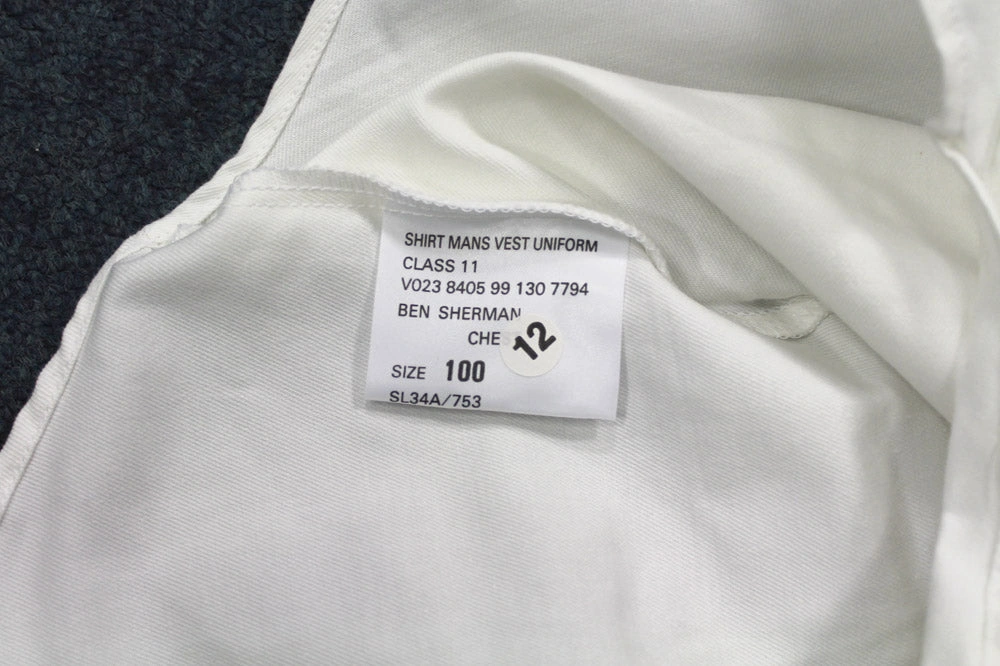 SHIRT MANS VEST UNIFORM
CLASS 11
V023 8405 99 130 7794
BEN SHERMAN
CHE
12
SIZE 100
SL34A/753